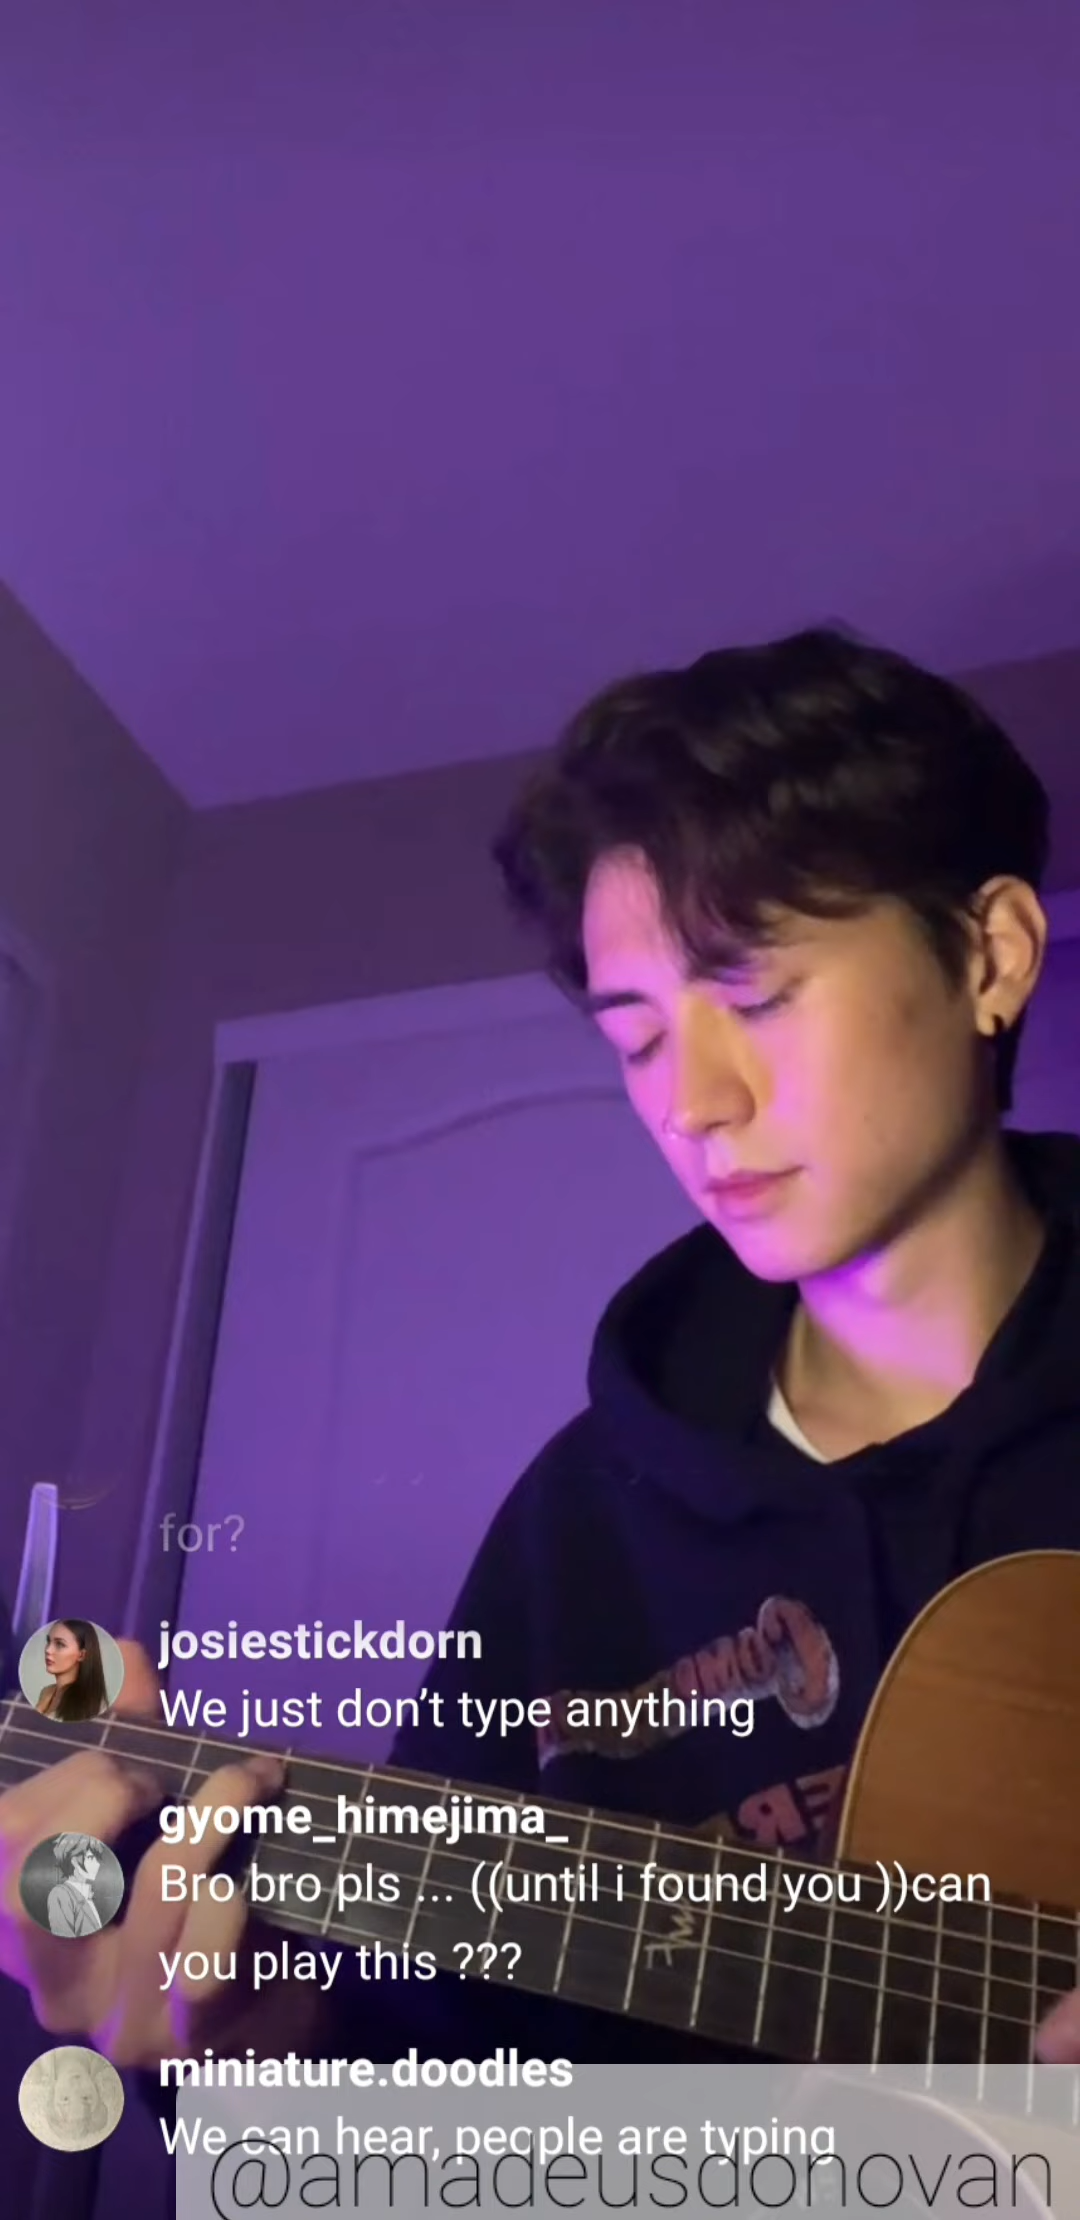 for?
josiestickdorn
We just don’t type anything
gyome_himejima_
Bro bro pls ... ((until i found you ))can
you play this ???
miniature.doodles
We can hear, people are typing
@amadeusdonovan